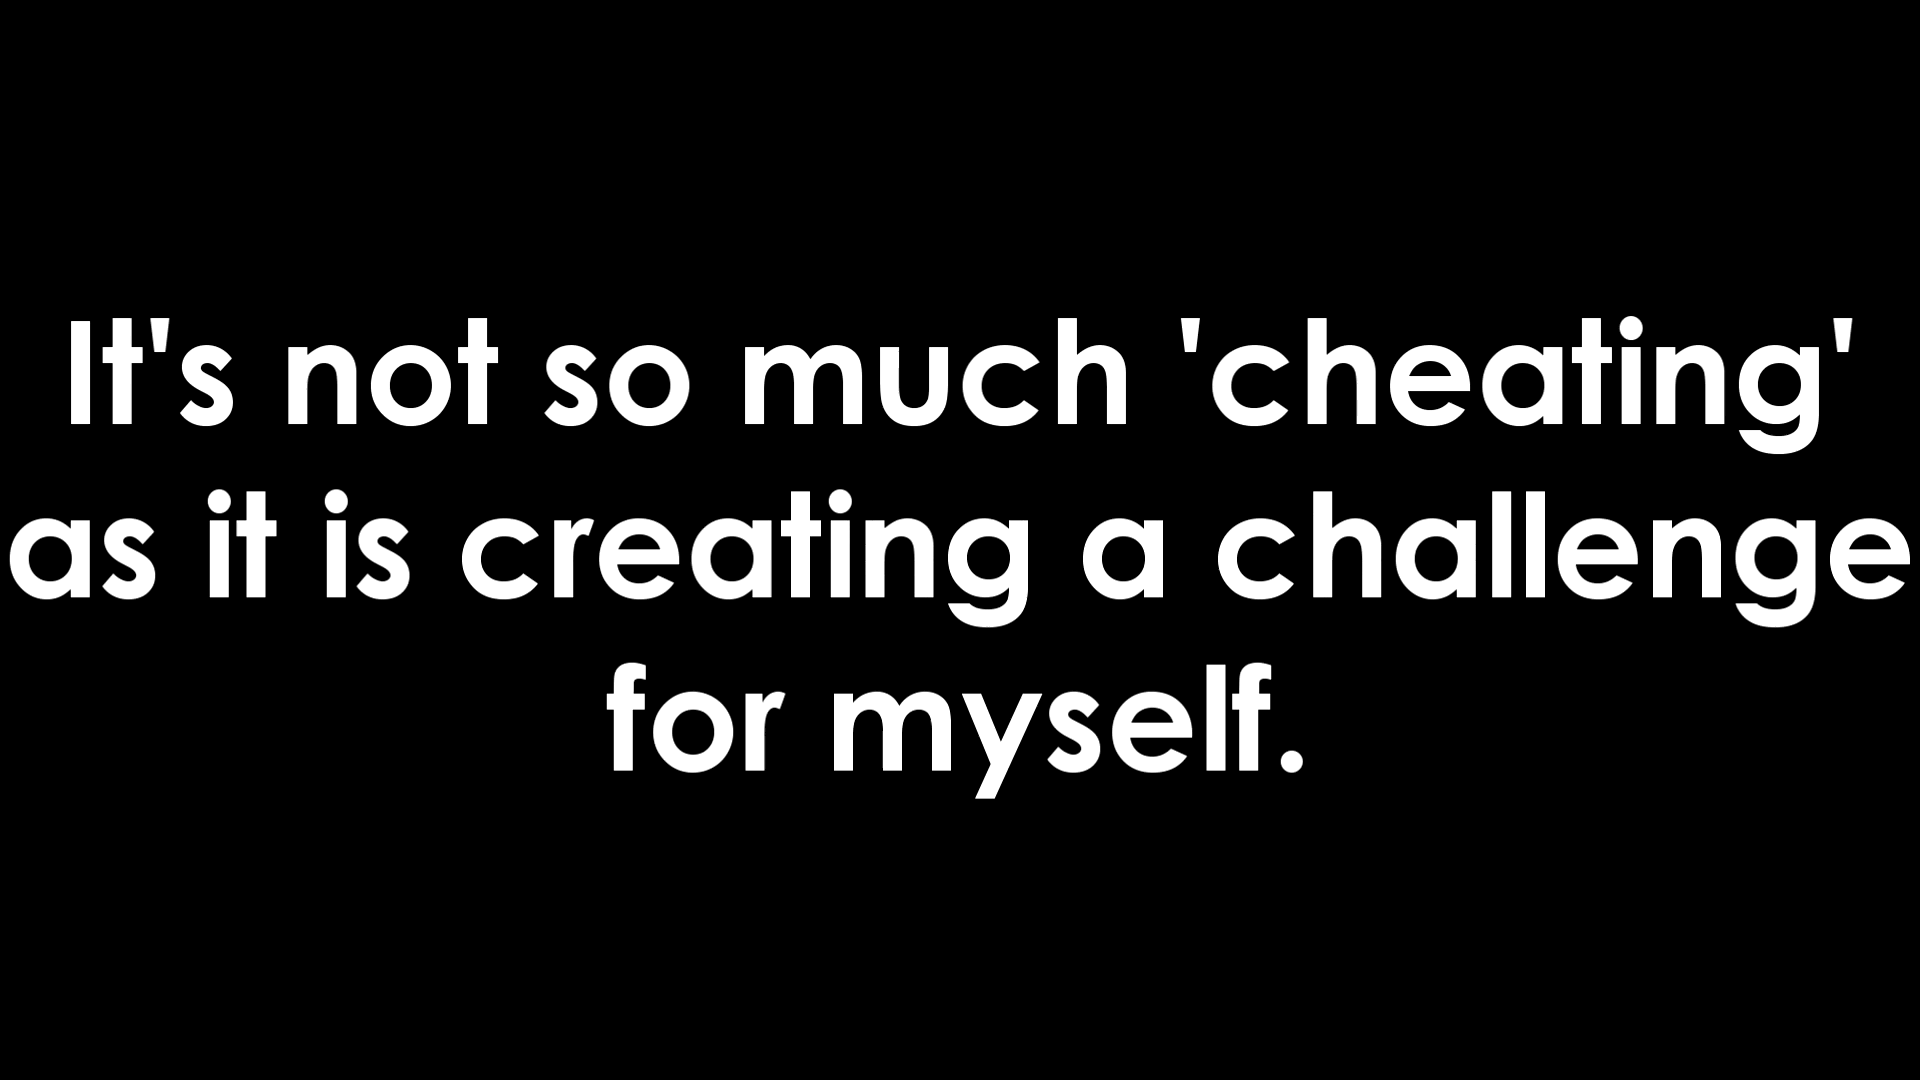 It's not so much 'cheating'
as it is creating a challenge
for myself.